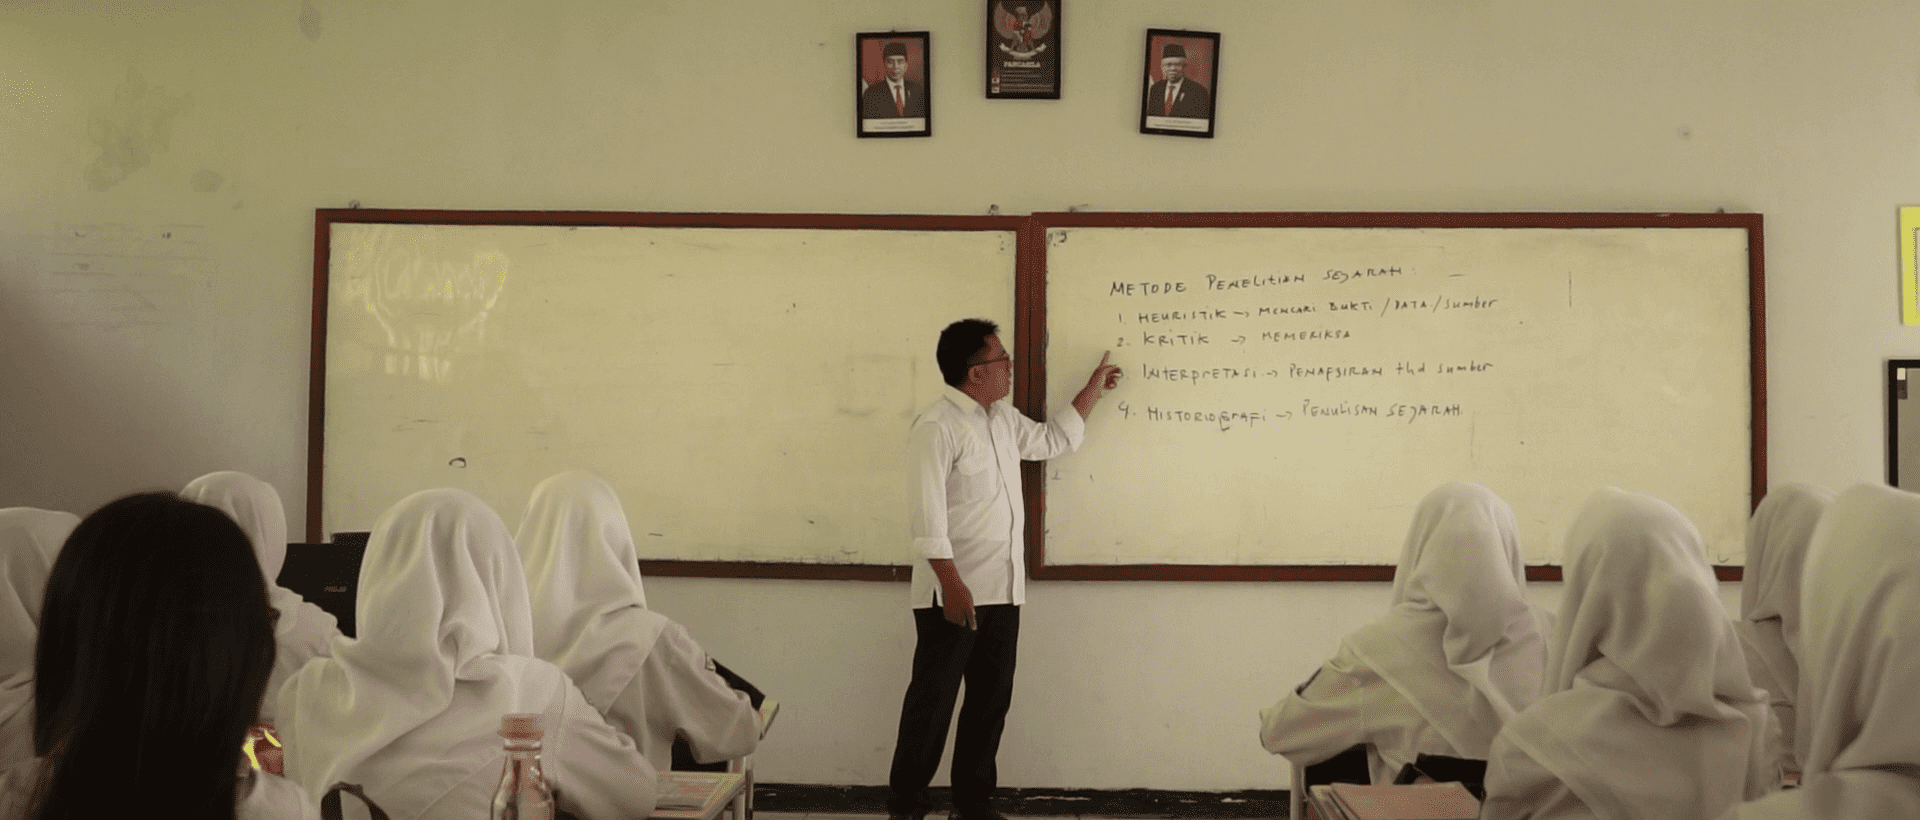 PANCASILA
METODE PENELITIAN SEJARAH
1. HEURISTIK -> MENCARI BUKTI / DATA / Sumber
2. KRITIK -> MEMERIKSA
3. INTERPRETASI -> PENAFSIRAN thd sumber
4. HISTORIOGRAFI -> PENULISAN SEJARAH